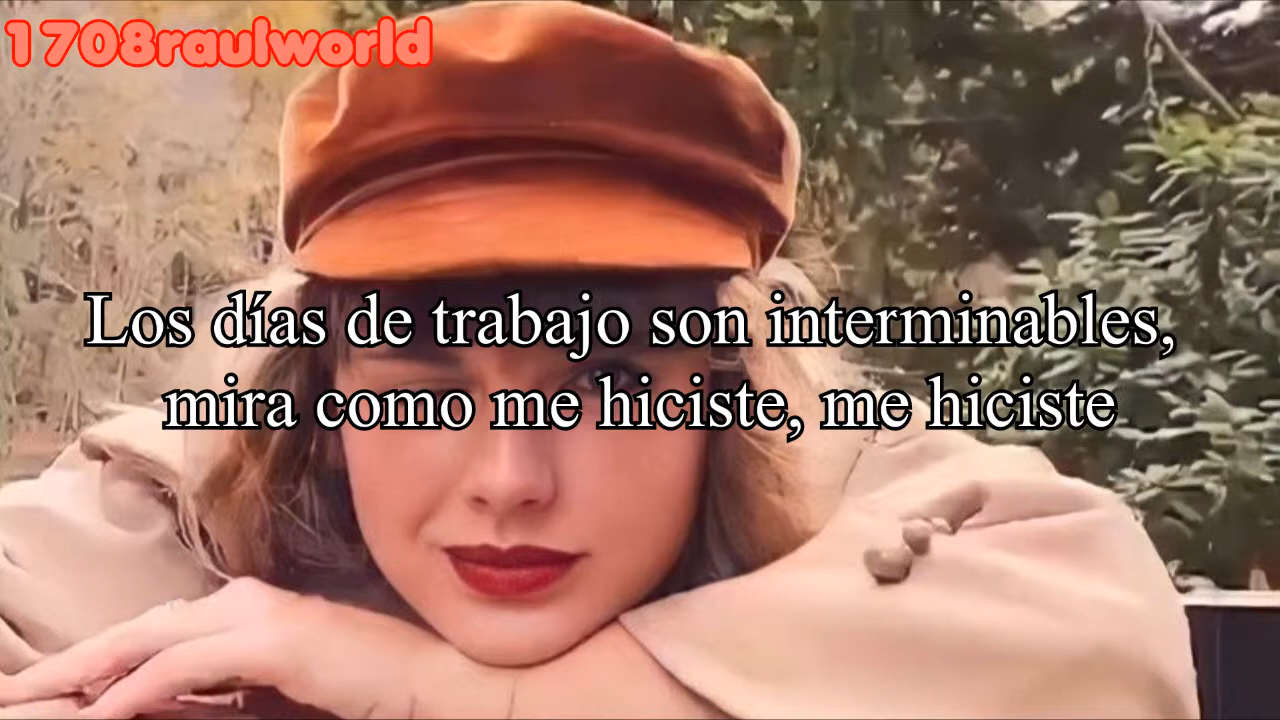 1708raulworld
Los días de trabajo son interminables,
mira como me hiciste, me hiciste